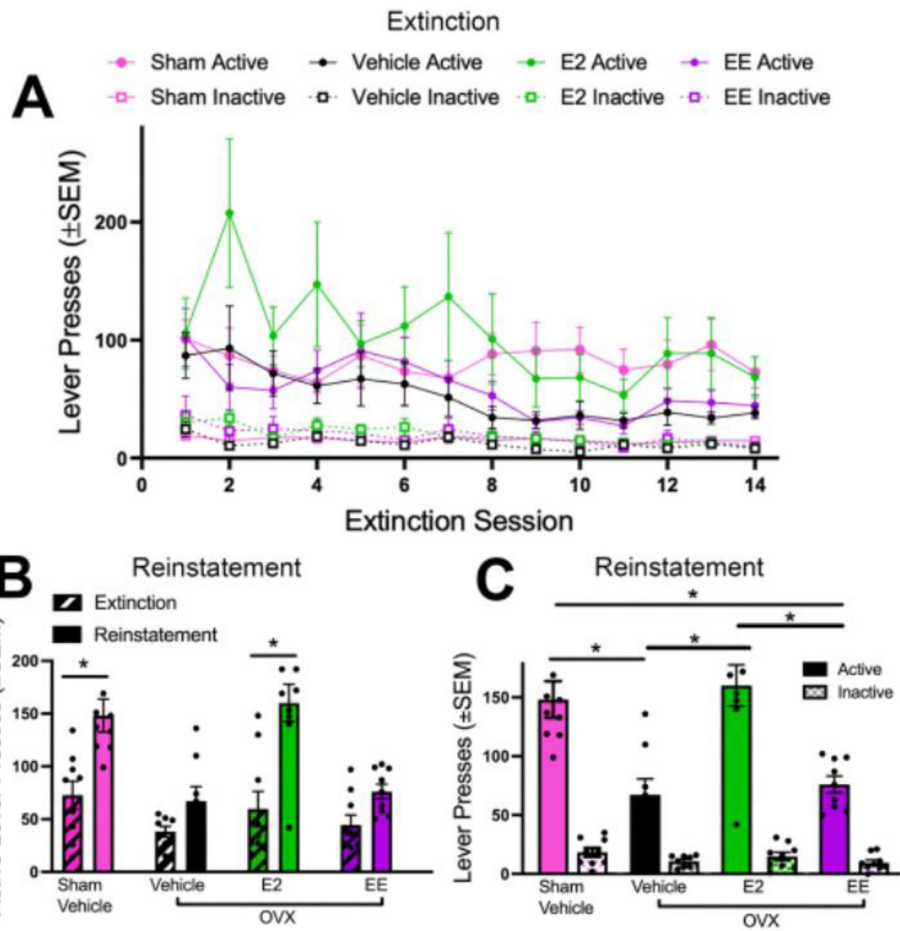 Extinction
Sham Active Vehicle Active E2 Active EE Active
Sham Inactive Vehicle Inactive E2 Inactive EE Inactive
A
Lever Presses (±SEM)
200
100
0
0 2 4 6 8 10 12 14
Extinction Session
B
Reinstatement
Extinction
Reinstatement
* *
200
150
100
50
0
Sham Vehicle E2 EE
Vehicle
OVX
C
Reinstatement
*
*
* *
Active
Inactive
Lever Presses (±SEM)
150
100
50
0
Sham Vehicle E2 EE
Vehicle
OVX